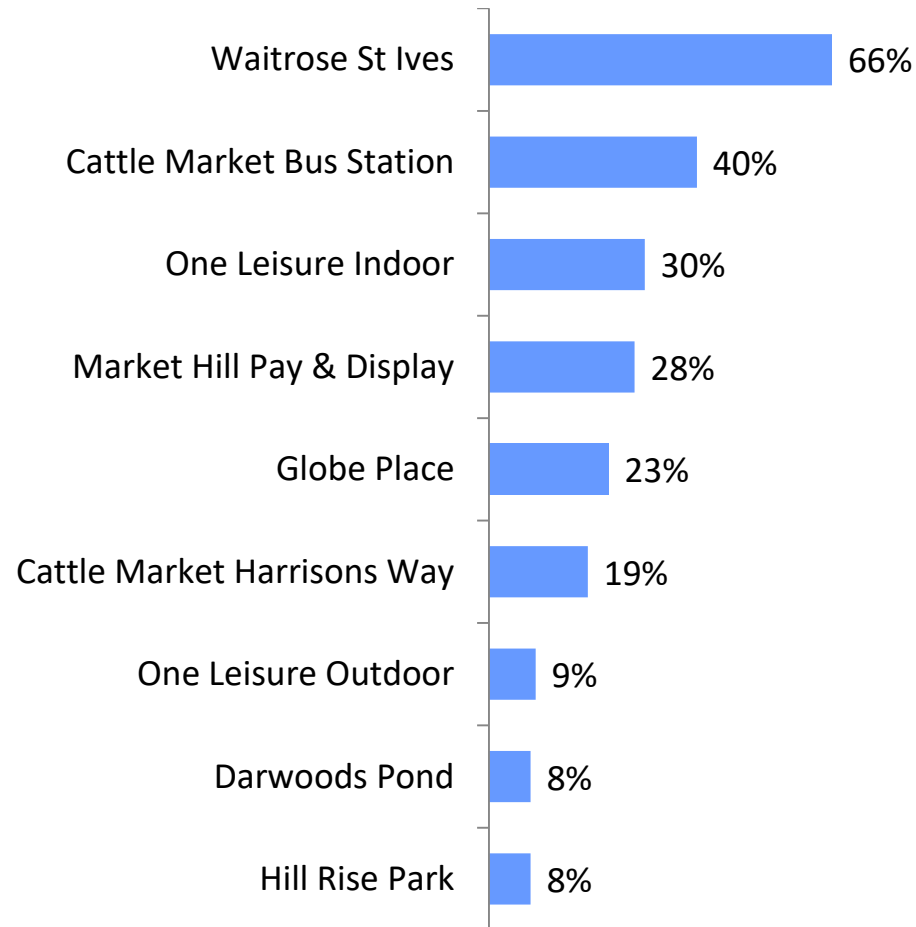 Waitrose St Ives 66%
Cattle Market Bus Station 40%
One Leisure Indoor 30%
Market Hill Pay & Display 28%
Globe Place 23%
Cattle Market Harrisons Way 19%
One Leisure Outdoor 9%
Darwoods Pond 8%
Hill Rise Park 8%